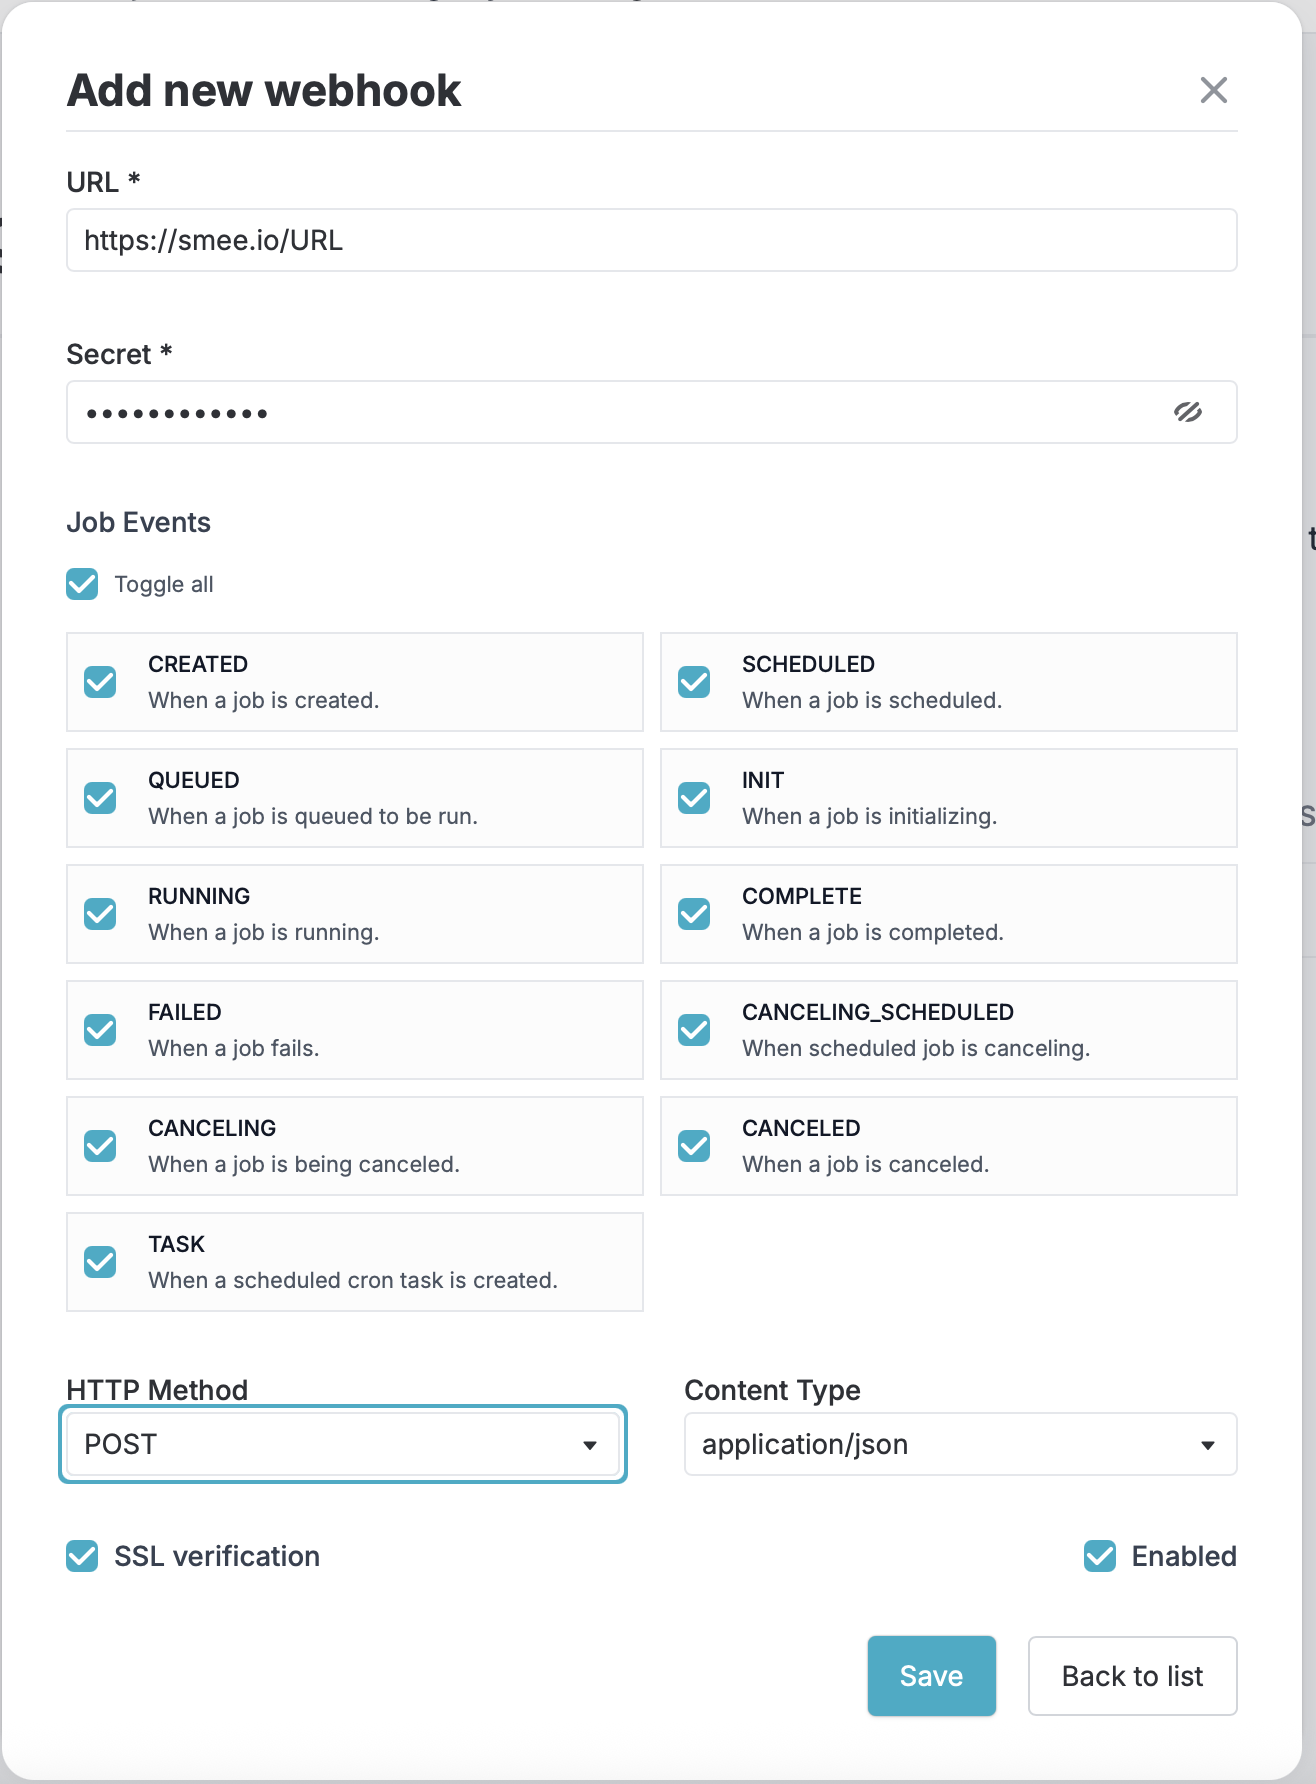 Add new webhook
URL *
https://smee.io/URL
Secret *
••••••••••••
Job Events
Toggle all
CREATED
When a job is created.
SCHEDULED
When a job is scheduled.
QUEUED
When a job is queued to be run.
INIT
When a job is initializing.
RUNNING
When a job is running.
COMPLETE
When a job is completed.
FAILED
When a job fails.
CANCELING_SCHEDULED
When scheduled job is canceling.
CANCELING
When a job is being canceled.
CANCELED
When a job is canceled.
TASK
When a scheduled cron task is created.
HTTP Method
Content Type
POST
application/json
SSL verification
Enabled
Save
Back to list